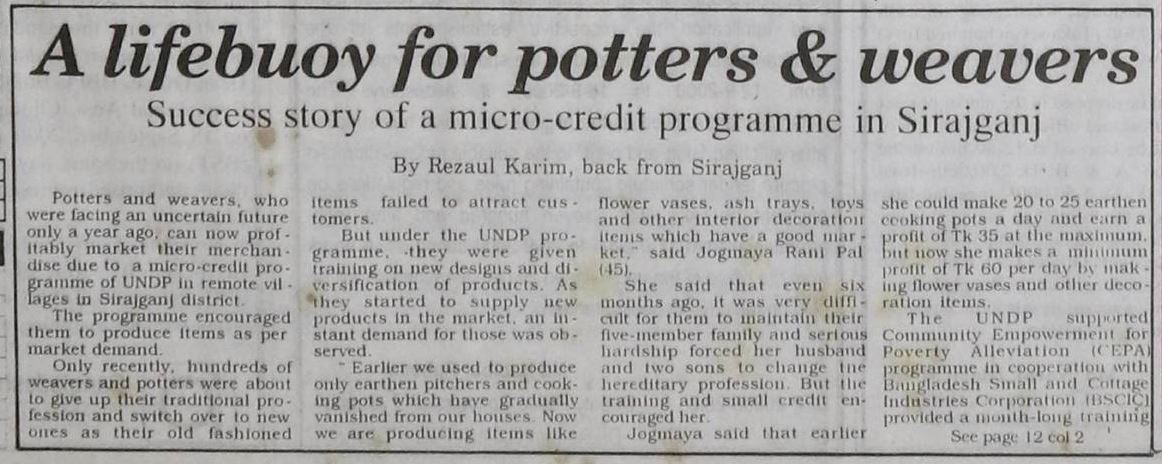 A lifebuoy for potters & weavers
Success story of a micro-credit programme in Sirajganj
By Rezaul Karim, back from Sirajganj
Potters and weavers, who
were facing an uncertain future
only a year ago, can now prof-
itably market their merchan-
dise due to a micro-credit pro-
gramme of UNDP in remote vil-
lages in Sirajganj district.
The programme encouraged
them to produce items as per
market demand.
Only recently, hundreds of
weavers and potters were about
to give up their traditional pro-
fession and switch over to new
ones as their old fashioned
items failed to attract cus-
tomers.
But under the UNDP pro-
gramme, they were given
training on new designs and di-
versification of products. As
they started to supply new
products in the market, an in-
stant demand for those was ob-
served.
"Earlier we used to produce
only earthen pitchers and cook-
ing pots which have gradually
vanished from our houses. Now
we are producing items like
flower vases, ash trays, toys
and other interior decoration
items which have a good mar-
ket," said Jogmaya Rani Pal
(45).
She said that even six
months ago, it was very diffi-
cult for them to maintain their
five-member family and serious
hardship forced her husband
and two sons to change the
hereditary profession. But the
training and small credit en-
couraged her.
Jogmaya said that earlier
she could make 20 to 25 earthen
cooking pots a day and earn a
profit of Tk 35 at the maximum,
but now she makes a minimum
profit of Tk 60 per day by mak-
ing flower vases and other deco-
ration items.
The UNDP supported
Community Empowerment for
Poverty Alleviation (CEPA)
programme in cooperation with
Bangladesh Small and Cottage
Industries Corporation (BSCIC)
provided a month-long training
See page 12 col 2